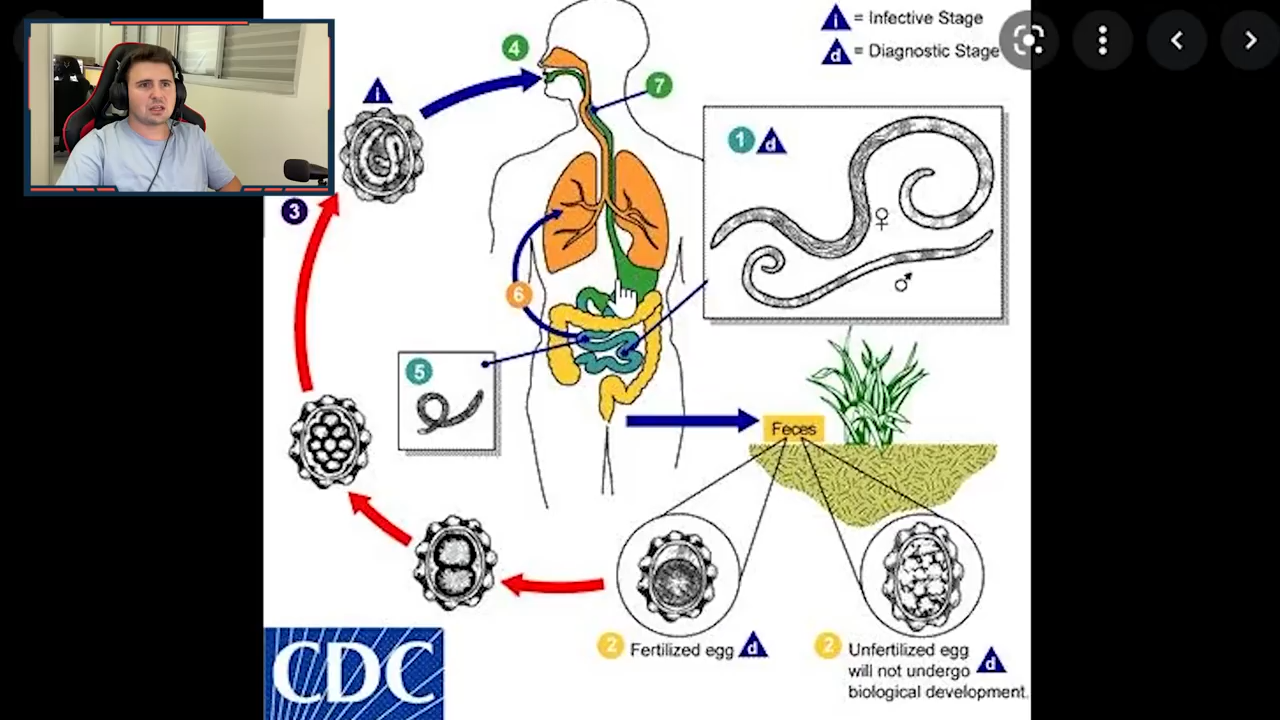 i = Infective Stage
d = Diagnostic Stage
4
i
7
1 d
♀
3
♂
6
5
Feces
2 Fertilized egg d
2 Unfertilized egg
will not undergo d
biological development.
CDC